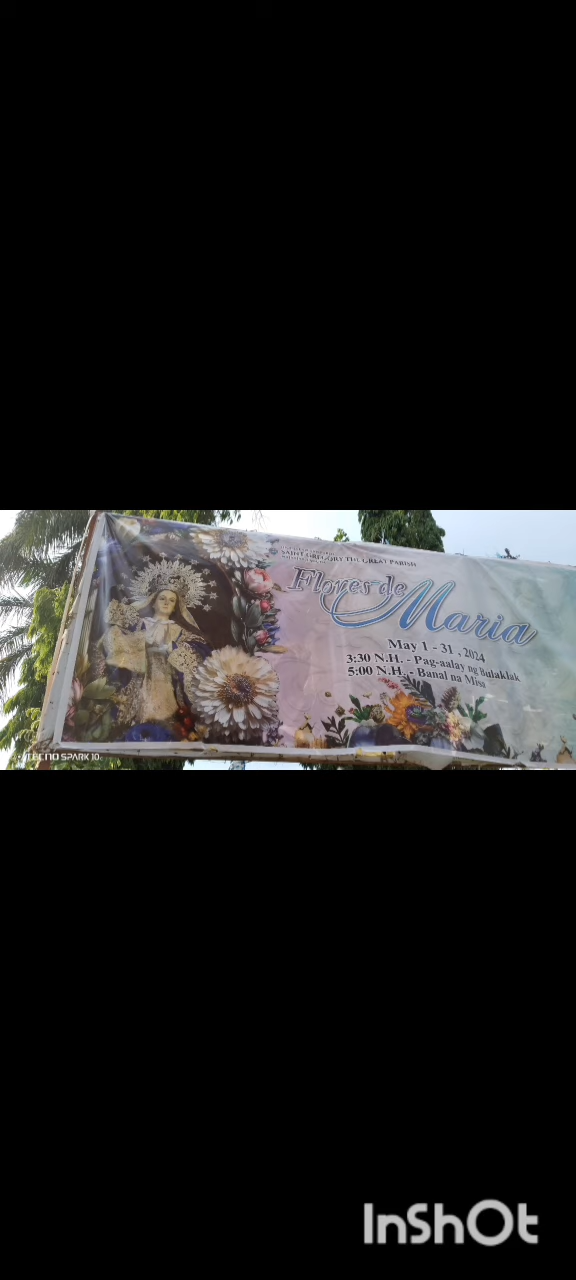 SAINT GREGORY THE GREAT PARISH
Flores de Maria
May 1 - 31 , 2024
3:30 N.H. - Pag-aalay ng Bulaklak
5:00 N.H. - Banal na Misa
TECNO SPARK 10
InShOt